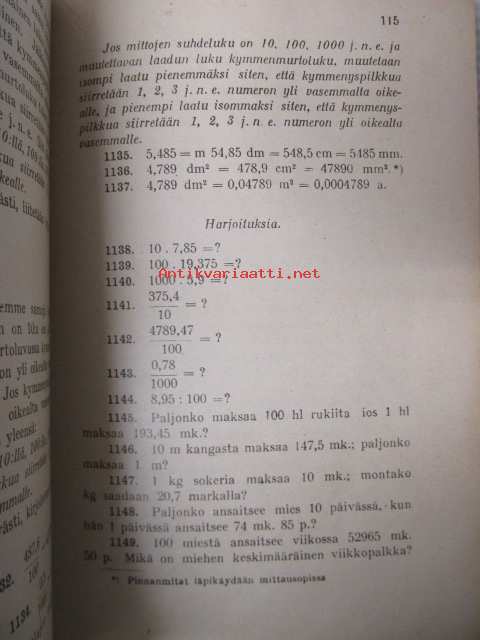 115
Jos mittojen suhdeluku on 10, 100, 1000 j. n. e. ja
muutettavan laadun luku kymmenmurtoluku, muutetaan
isompi laatu pienemmäksi siten, että kymmenyspilkkua
siirretään 1, 2, 3 j. n. e. numeron yli vasemmalta oike-
alle, ja pienempi laatu isommaksi siten, että kymmenys-
pilkkua siirretään 1, 2, 3 j. n. e. numeron yli oikealta
vasemmalle.
1135. 5,485 = m 54,85 dm = 548,5 cm = 5485 mm.
1136. 4,789 dm² = 478,9 cm² = 47890 mm². *)
1137. 4,789 dm² = 0,04789 m² = 0,0004789 a.
Harjoituksia.
1138. 10 . 7,85 = ?
1139. 100 . 19,375 = ?
1140. 1000 . 5,9 = ?
Antikvariaatti.net
1141. 375,4 / 10 = ?
1142. 4789,47 / 100 = ?
1143. 0,78 / 1000 = ?
1144. 8,95 : 100 = ?
1145. Paljonko maksaa 100 hl rukiita jos 1 hl
maksaa 193,45 mk.?
1146. 10 m kangasta maksaa 147,5 mk.; paljonko
maksaa 1 m?
1147. 1 kg sokeria maksaa 10 mk.; montako
kg saadaan 20,7 markalla?
1148. Paljonko ansaitsee mies 10 päivässä, kun
hän 1 päivässä ansaitsee 74 mk. 85 p.?
1149. 100 miestä ansaitsee viikossa 52965 mk.
50 p. Mikä on miehen keskimääräinen viikkopalkka?
*) Pinnanmitat läpikäydään mittausopissa